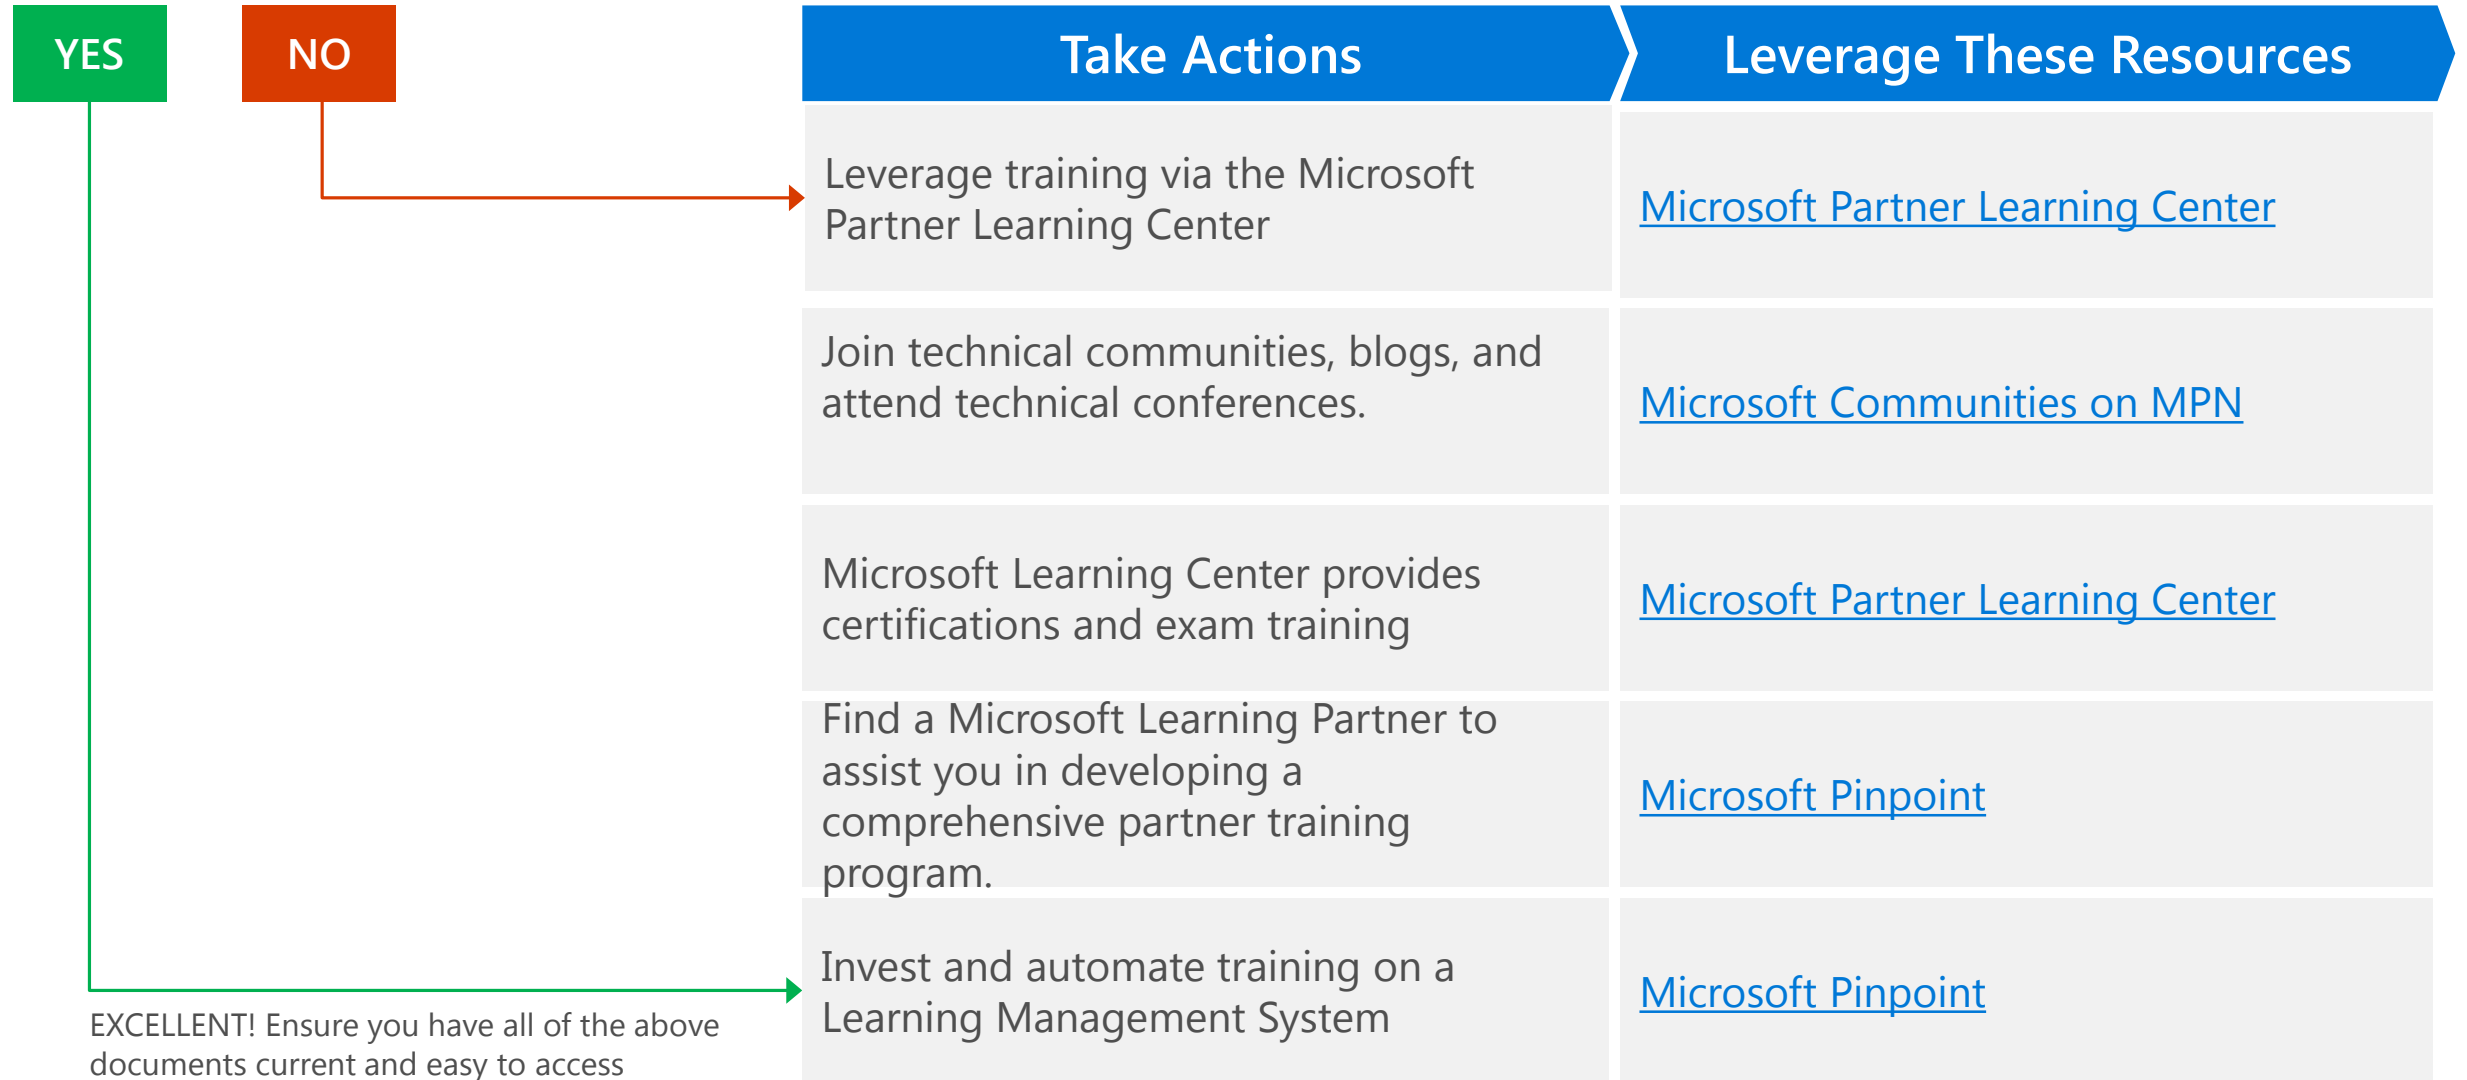 YES
NO
Take Actions
Leverage These Resources
Leverage training via the Microsoft
Partner Learning Center
Microsoft Partner Learning Center
Join technical communities, blogs, and
attend technical conferences.
Microsoft Communities on MPN
Microsoft Learning Center provides
certifications and exam training
Microsoft Partner Learning Center
Find a Microsoft Learning Partner to
assist you in developing a
comprehensive partner training
program.
Microsoft Pinpoint
Invest and automate training on a
Learning Management System
Microsoft Pinpoint
EXCELLENT! Ensure you have all of the above
documents current and easy to access